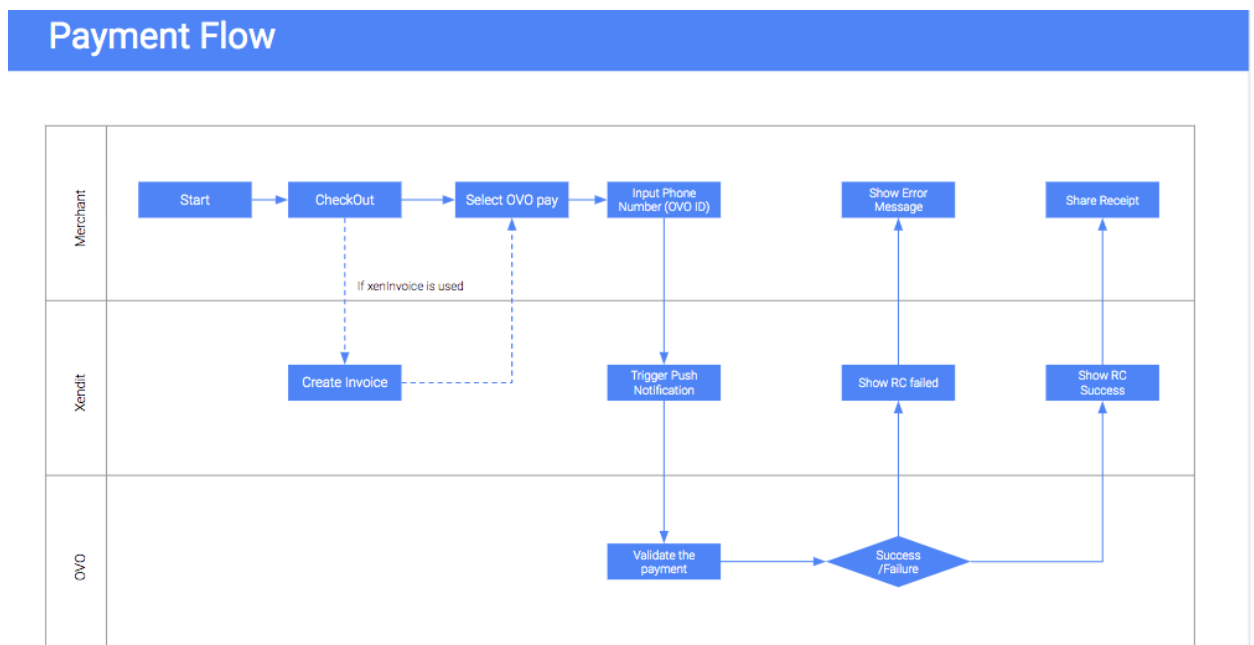 Payment Flow
Merchant
Start
CheckOut
Select OVO pay
Input Phone
Number (OVO ID)
Show Error
Message
Share Receipt
If xenInvoice is used
Xendit
Create Invoice
Trigger Push
Notification
Show RC failed
Show RC
Success
OVO
Validate the
payment
Success
/Failure